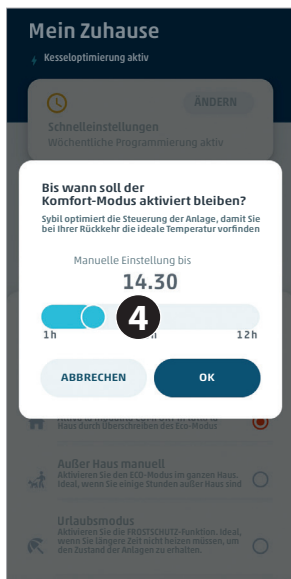 Mein Zuhause
Kesseloptimierung aktiv
ÄNDERN
Schnelleinstellungen
Wöchentliche Programmierung aktiv
Bis wann soll der
Komfort-Modus aktiviert bleiben?
Sybil optimiert die Steuerung der Anlage, damit Sie
bei Ihrer Rückkehr die ideale Temperatur vorfinden
Manuelle Einstellung bis
14.30
4
1h
12h
ABBRECHEN
OK
Haus durch Überschreiben des Eco-Modus
Außer Haus manuell
Aktivieren Sie den ECO-Modus im ganzen Haus.
Ideal, wenn Sie einige Stunden außer Haus sind
Urlaubsmodus
Aktivieren Sie die FROSTSCHUTZ-Funktion. Ideal,
wenn Sie längere Zeit nicht heizen müssen, um
den Zustand der Anlagen zu erhalten.